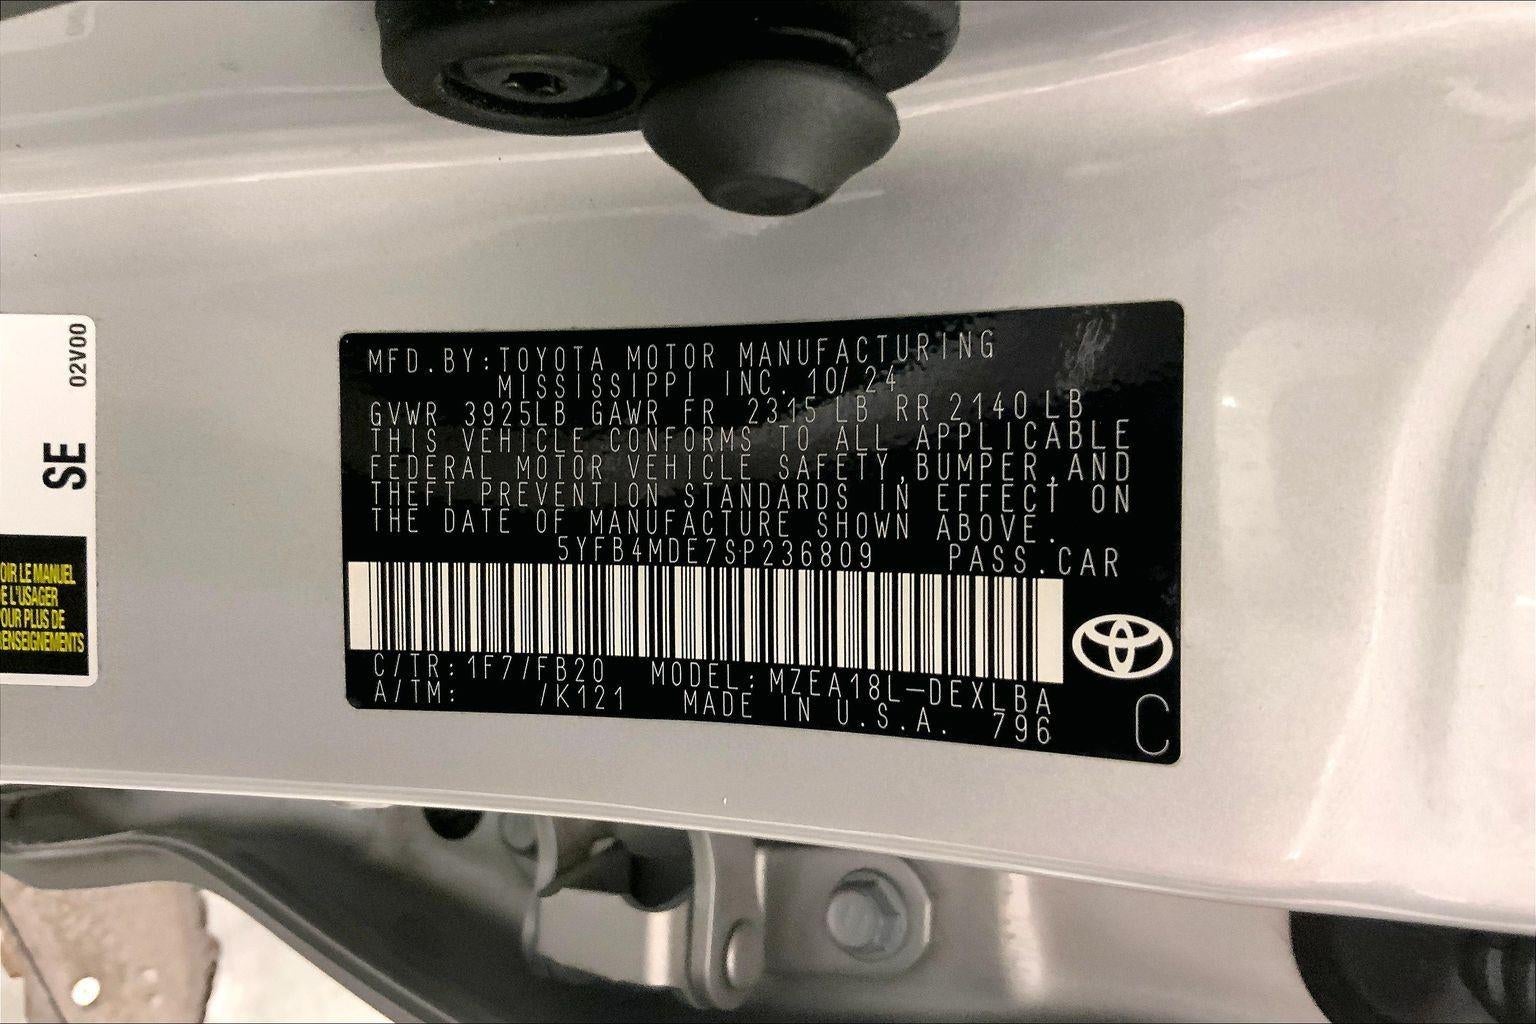 02V00
SE
OIR LE MANUEL
E L'USAGER
OUR PLUS DE
ENSEIGNEMENTS
MFD.BY:TOYOTA MOTOR MANUFACTURING
MISSISSIPPI INC. 10/24
GVWR 3925LB GAWR FR 2315 LB RR 2140 LB
THIS VEHICLE CONFORMS TO ALL APPLICABLE
FEDERAL MOTOR VEHICLE SAFETY,BUMPER,AND
THEFT PREVENTION STANDARDS IN EFFECT ON
THE DATE OF MANUFACTURE SHOWN ABOVE.
5YFB4MDE7SP236809 PASS.CAR
C/TR:1F7/FB20 MODEL:MZEA18L-DEXLBA
A/TM: /K121 MADE IN U.S.A. 796
C